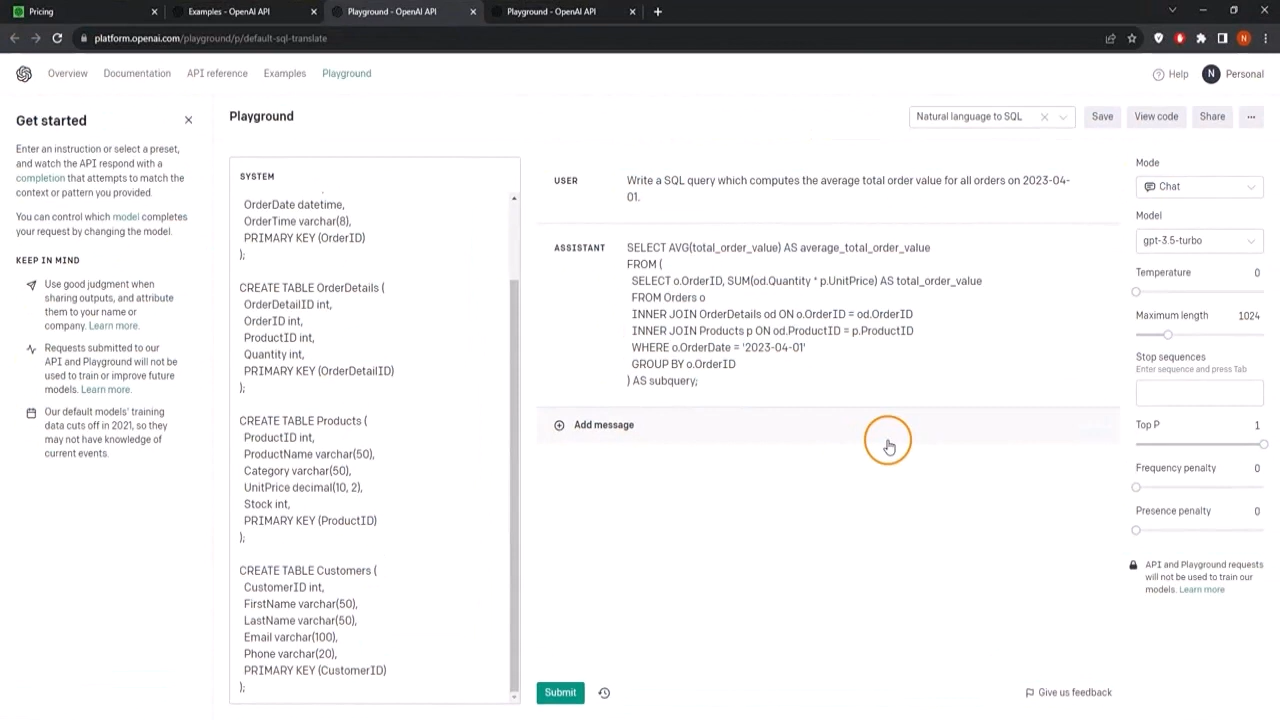 Pricing
Examples - OpenAI API
Playground - OpenAI API
Playground - OpenAI API
platform.openai.com/playground/p/default-sql-translate
N
Overview
Documentation
API reference
Examples
Playground
Help
N
Personal
Get started
Enter an instruction or select a preset,
and watch the API respond with a
completion that attempts to match the
context or pattern you provided.
You can control which model completes
your request by changing the model.
KEEP IN MIND
Use good judgment when
sharing outputs, and attribute
them to your name or
company. Learn more.
Requests submitted to our
API and Playground will not be
used to train or improve future
models. Learn more.
Our default models' training
data cuts off in 2021, so they
may not have knowledge of
current events.
Playground
Natural language to SQL
Save
View code
Share
...
SYSTEM
OrderDate datetime,
OrderTime varchar(8),
PRIMARY KEY (OrderID)
);
CREATE TABLE OrderDetails (
OrderDetailID int,
OrderID int,
ProductID int,
Quantity int,
PRIMARY KEY (OrderDetailID)
);
CREATE TABLE Products (
ProductID int,
ProductName varchar(50),
Category varchar(50),
UnitPrice decimal(10, 2),
Stock int,
PRIMARY KEY (ProductID)
);
CREATE TABLE Customers (
CustomerID int,
FirstName varchar(50),
LastName varchar(50),
Email varchar(100),
Phone varchar(20),
PRIMARY KEY (CustomerID)
);
USER
Write a SQL query which computes the average total order value for all orders on 2023-04-
01.
ASSISTANT
SELECT AVG(total_order_value) AS average_total_order_value
FROM (
SELECT o.OrderID, SUM(od.Quantity * p.UnitPrice) AS total_order_value
FROM Orders o
INNER JOIN OrderDetails od ON o.OrderID = od.OrderID
INNER JOIN Products p ON od.ProductID = p.ProductID
WHERE o.OrderDate = '2023-04-01'
GROUP BY o.OrderID
) AS subquery;
Add message
Submit
Give us feedback
Mode
Chat
Model
gpt-3.5-turbo
Temperature 0
Maximum length 1024
Stop sequences
Enter sequence and press Tab
Top P 1
Frequency penalty 0
Presence penalty 0
API and Playground requests
will not be used to train our
models. Learn more